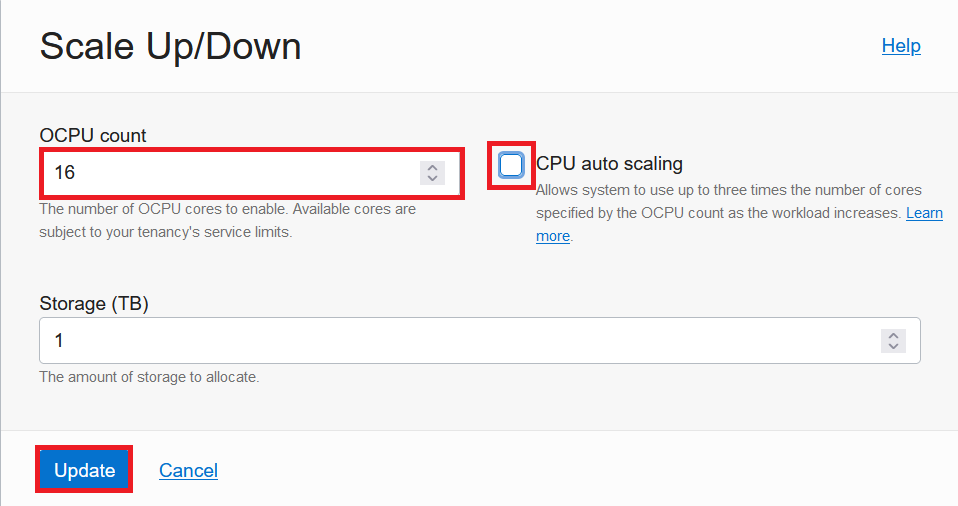 Scale Up/Down
Help
OCPU count
16
The number of OCPU cores to enable. Available cores are
subject to your tenancy's service limits.
CPU auto scaling
Allows system to use up to three times the number of cores
specified by the OCPU count as the workload increases. Learn
more.
Storage (TB)
1
The amount of storage to allocate.
Update
Cancel